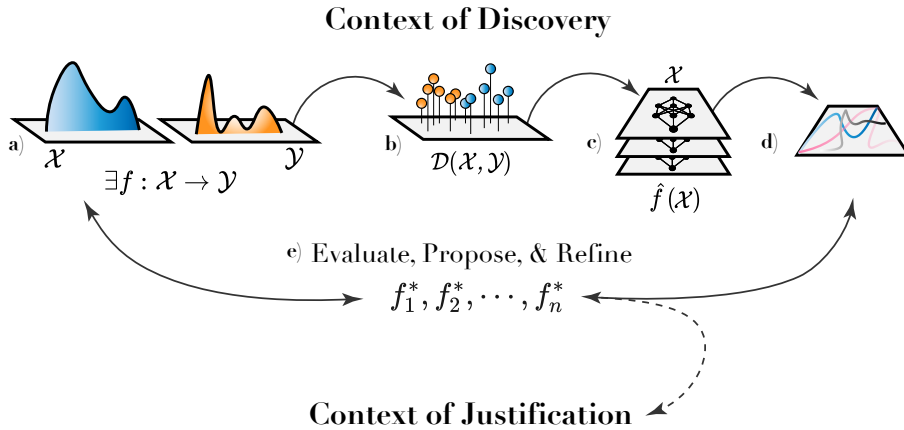 Context of Discovery
a)
𝒳
𝒴
∃f : 𝒳 → 𝒴
b)
𝒟(𝒳, 𝒴)
c)
𝒳
f̂ (𝒳)
d)
e) Evaluate, Propose, & Refine
f₁*, f₂*, ⋯, fₙ*
Context of Justification